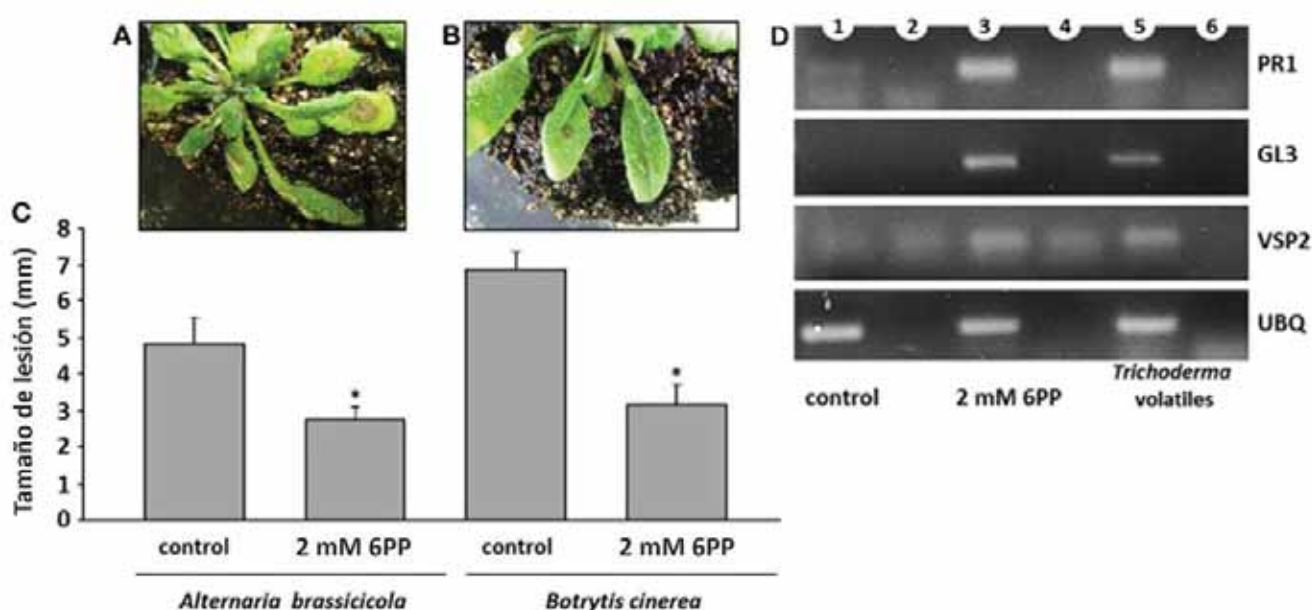 A
B
D
1 2 3 4 5 6
PR1
GL3
VSP2
UBQ
control
2 mM 6PP
Trichoderma
volatiles
C
Tamaño de lesión (mm)
8
7
6
5
4
3
2
1
0
*
*
control
2 mM 6PP
control
2 mM 6PP
Alternaria brassicicola
Botrytis cinerea